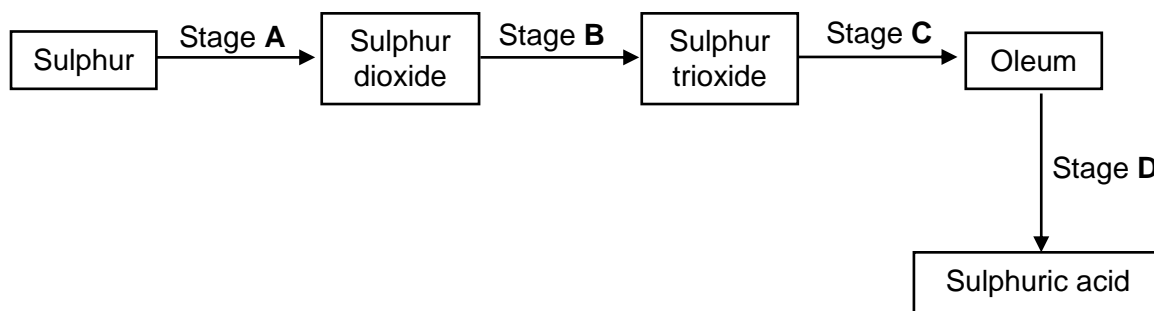 Sulphur
Stage A
Sulphur
dioxide
Stage B
Sulphur
trioxide
Stage C
Oleum
Stage D
Sulphuric acid